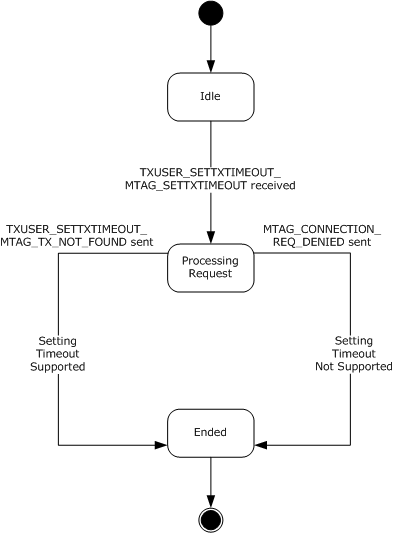 Idle
TXUSER_SETTXTIMEOUT_
MTAG_SETTXTIMEOUT received
TXUSER_SETTXTIMEOUT_
MTAG_TX_NOT_FOUND sent
MTAG_CONNECTION_
REQ_DENIED sent
Processing
Request
Setting
Timeout
Supported
Setting
Timeout
Not Supported
Ended